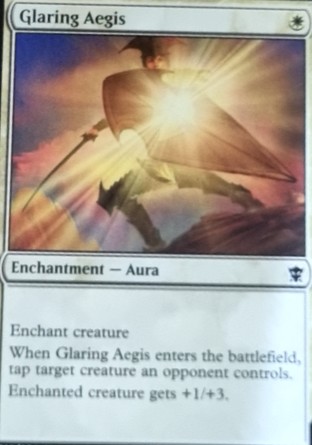 Glaring Aegis
Enchantment — Aura
Enchant creature
When Glaring Aegis enters the battlefield,
tap target creature an opponent controls.
Enchanted creature gets +1/+3.